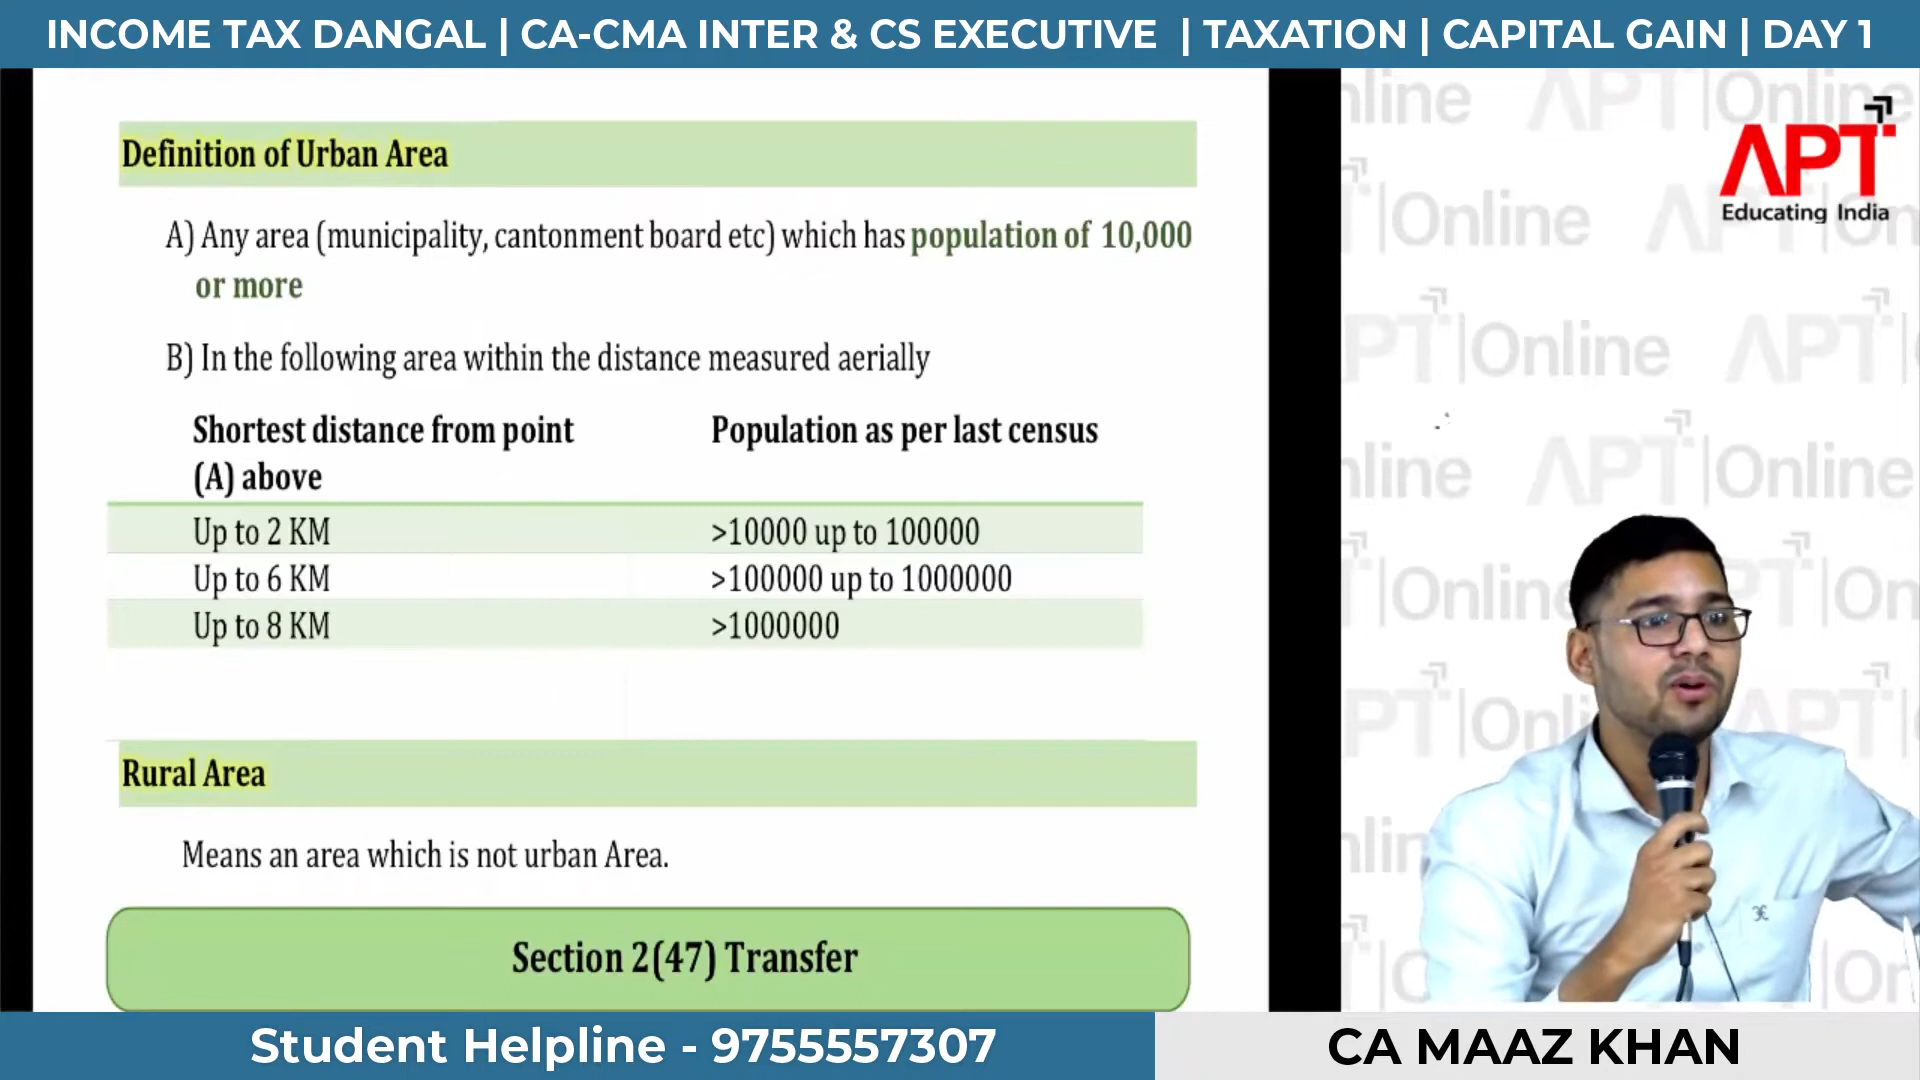 INCOME TAX DANGAL | CA-CMA INTER & CS EXECUTIVE | TAXATION | CAPITAL GAIN | DAY 1
Definition of Urban Area
A) Any area (municipality, cantonment board etc) which has population of 10,000
or more
B) In the following area within the distance measured aerially
Shortest distance from point
(A) above
Population as per last census
Up to 2 KM >10000 up to 100000
Up to 6 KM >100000 up to 1000000
Up to 8 KM >1000000
Rural Area
Means an area which is not urban Area.
Section 2(47) Transfer
APT
Educating India
APT|Online
Student Helpline - 9755557307
CA MAAZ KHAN